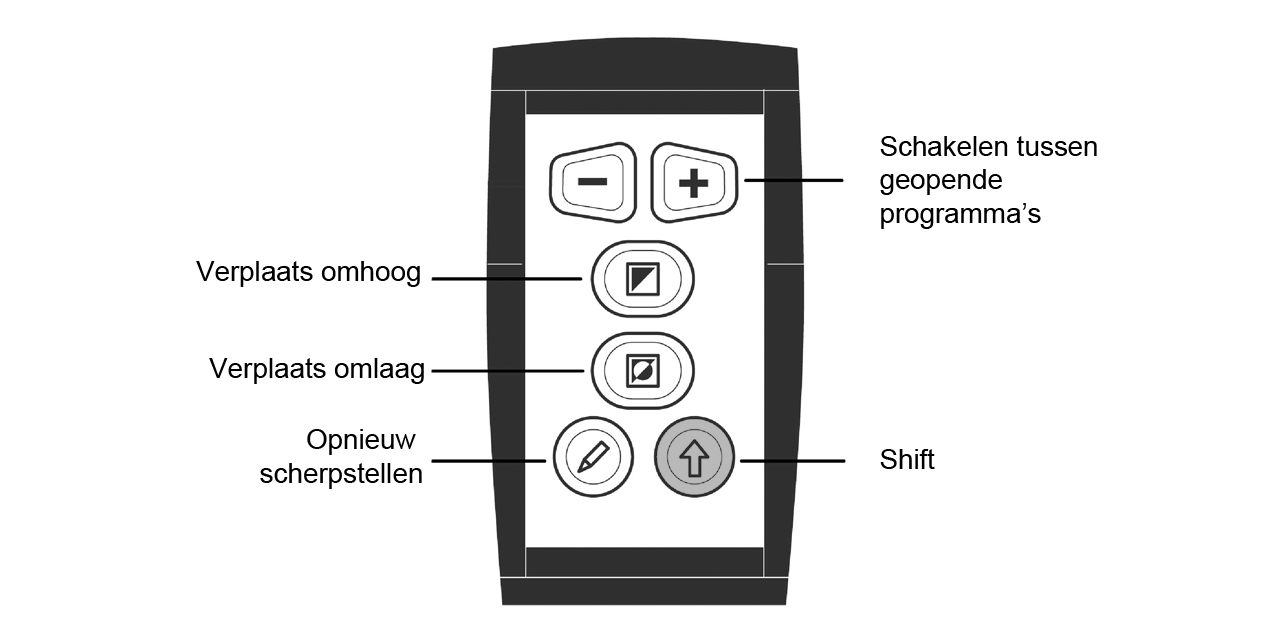 Schakelen tussen
geopende
programma’s
Verplaats omhoog
Verplaats omlaag
Opnieuw
scherpstellen
Shift